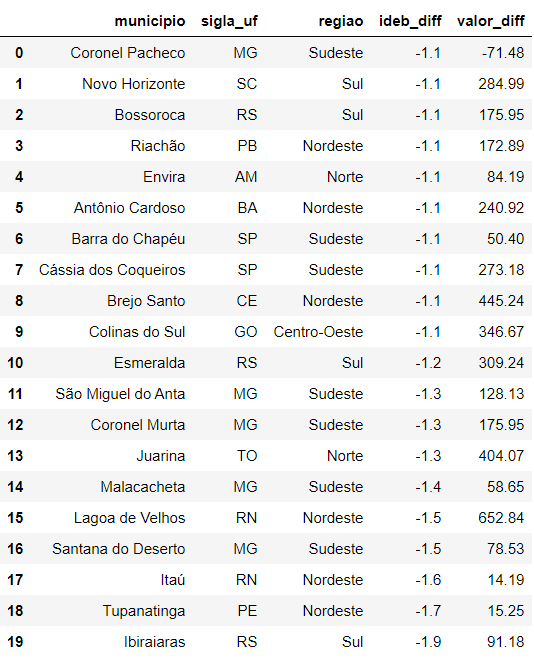 municipio sigla_uf regiao ideb_diff valor_diff
0 Coronel Pacheco MG Sudeste -1.1 -71.48
1 Novo Horizonte SC Sul -1.1 284.99
2 Bossoroca RS Sul -1.1 175.95
3 Riachão PB Nordeste -1.1 172.89
4 Envira AM Norte -1.1 84.19
5 Antônio Cardoso BA Nordeste -1.1 240.92
6 Barra do Chapéu SP Sudeste -1.1 50.40
7 Cássia dos Coqueiros SP Sudeste -1.1 273.18
8 Brejo Santo CE Nordeste -1.1 445.24
9 Colinas do Sul GO Centro-Oeste -1.1 346.67
10 Esmeralda RS Sul -1.2 309.24
11 São Miguel do Anta MG Sudeste -1.3 128.13
12 Coronel Murta MG Sudeste -1.3 175.95
13 Juarina TO Norte -1.3 404.07
14 Malacacheta MG Sudeste -1.4 58.65
15 Lagoa de Velhos RN Nordeste -1.5 652.84
16 Santana do Deserto MG Sudeste -1.5 78.53
17 Itaú RN Nordeste -1.6 14.19
18 Tupanatinga PE Nordeste -1.7 15.25
19 Ibiraiaras RS Sul -1.9 91.18